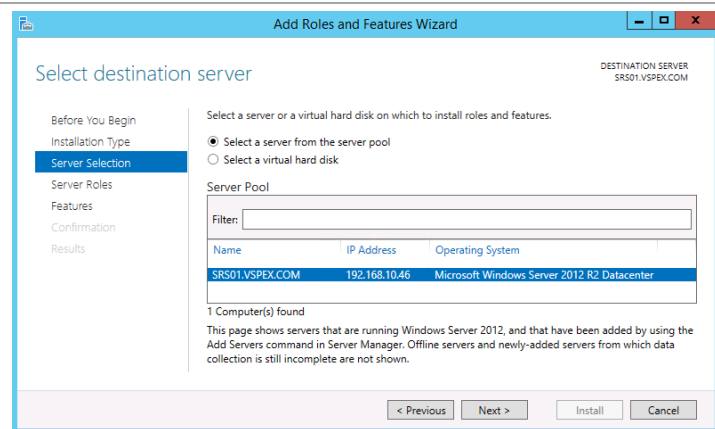 Add Roles and Features Wizard
Select destination server
DESTINATION SERVER
SRS01.VSPEX.COM
Before You Begin
Installation Type
Server Selection
Server Roles
Features
Confirmation
Results
Select a server or a virtual hard disk on which to install roles and features.
Select a server from the server pool
Select a virtual hard disk
Server Pool
Filter:
Name IP Address Operating System
SRS01.VSPEX.COM 192.168.10.46 Microsoft Windows Server 2012 R2 Datacenter
1 Computer(s) found
This page shows servers that are running Windows Server 2012, and that have been added by using the
Add Servers command in Server Manager. Offline servers and newly-added servers from which data
collection is still incomplete are not shown.
< Previous Next > Install Cancel